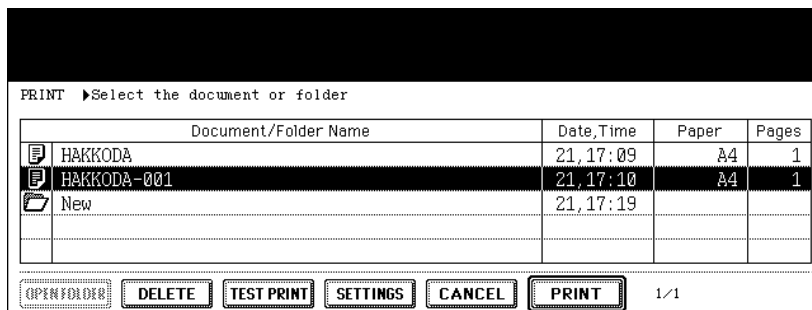 PRINT ▶Select the document or folder
Document/Folder Name Date,Time Paper Pages
HAKKODA 21,17:09 A4 1
HAKKODA-001 21,17:10 A4 1
New 21,17:19
OPEN FOLDER DELETE TEST PRINT SETTINGS CANCEL PRINT 1/1